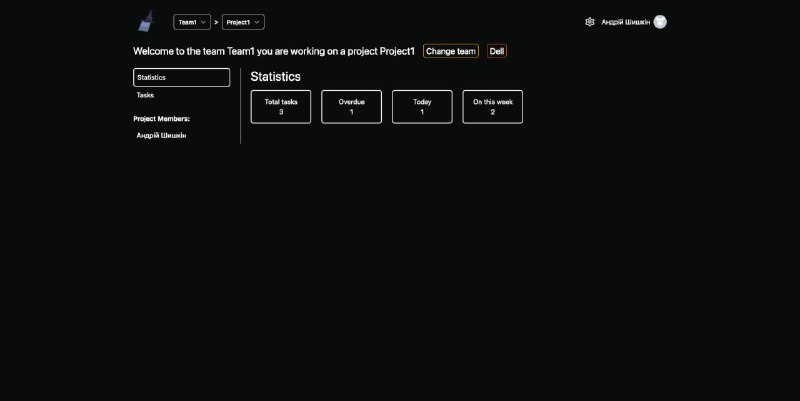 Team1 > Project1
Андрій Шишкін
Welcome to the team Team1 you are working on a project Project1 Change team Dell
Statistics
Tasks
Project Members:
Андрій Шишкін
Statistics
Total tasks
3
Overdue
1
Today
1
On this week
2